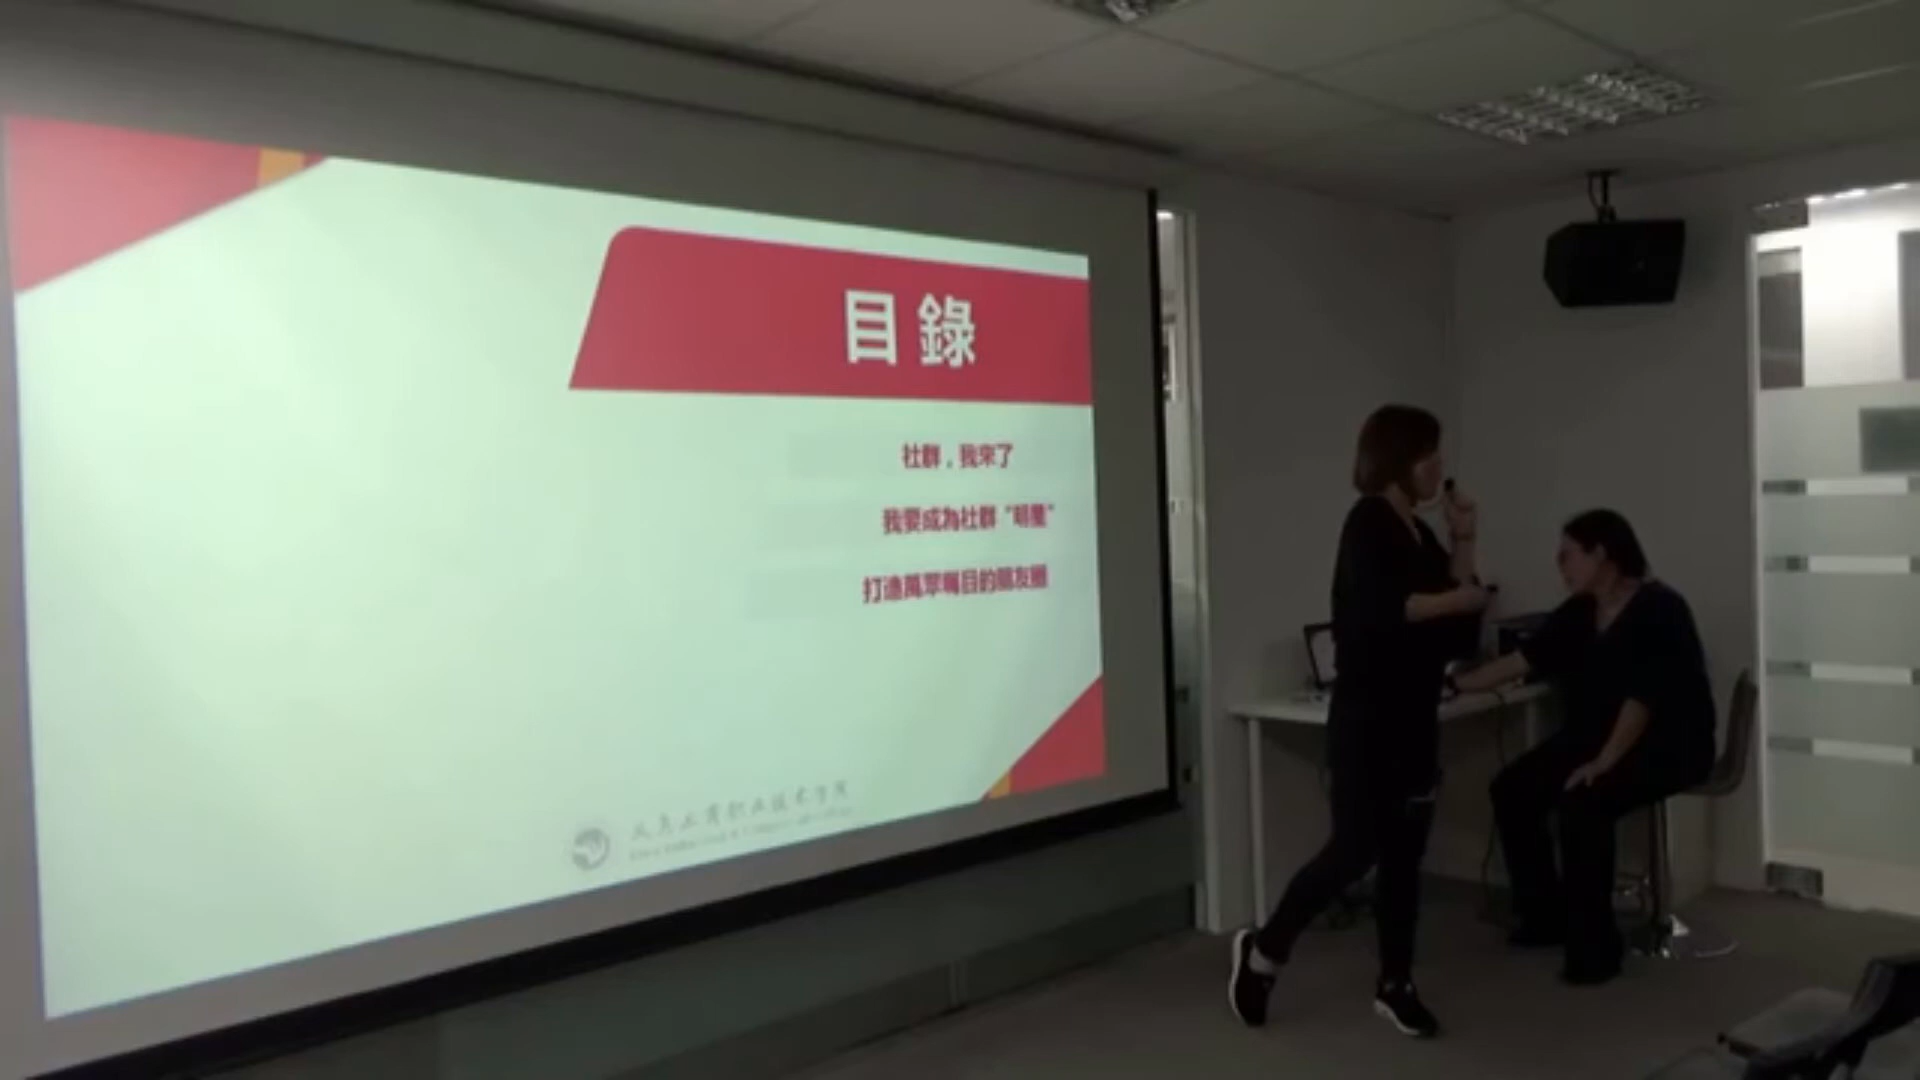 目錄
社群，我來了
我要成為社群“明星”
打造萬眾矚目的朋友圈